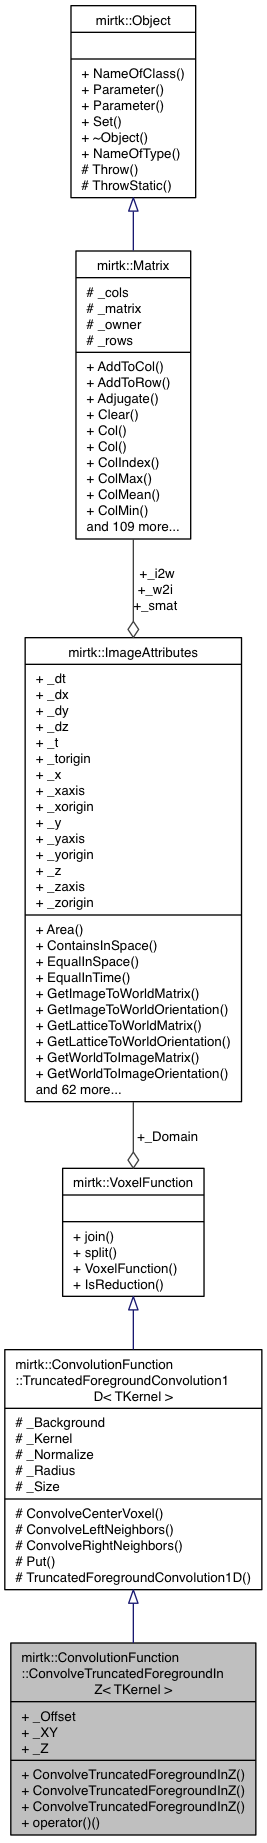 mirtk::Object
+ NameOfClass()
+ Parameter()
+ Parameter()
+ Set()
+ ~Object()
+ NameOfType()
# Throw()
# ThrowStatic()
mirtk::Matrix
# _cols
# _matrix
# _owner
# _rows
+ AddToCol()
+ AddToRow()
+ Adjugate()
+ Clear()
+ Col()
+ Col()
+ ColIndex()
+ ColMax()
+ ColMean()
+ ColMin()
and 109 more...
+_i2w
+_w2i
+_smat
mirtk::ImageAttributes
+ _dt
+ _dx
+ _dy
+ _dz
+ _t
+ _torigin
+ _x
+ _xaxis
+ _xorigin
+ _y
+ _yaxis
+ _yorigin
+ _z
+ _zaxis
+ _zorigin
+ Area()
+ ContainsInSpace()
+ EqualInSpace()
+ EqualInTime()
+ GetImageToWorldMatrix()
+ GetImageToWorldOrientation()
+ GetLatticeToWorldMatrix()
+ GetLatticeToWorldOrientation()
+ GetWorldToImageMatrix()
+ GetWorldToImageOrientation()
and 62 more...
+_Domain
mirtk::VoxelFunction
+ join()
+ split()
+ VoxelFunction()
+ IsReduction()
mirtk::ConvolutionFunction
::TruncatedForegroundConvolution1
D< TKernel >
# _Background
# _Kernel
# _Normalize
# _Radius
# _Size
# ConvolveCenterVoxel()
# ConvolveLeftNeighbors()
# ConvolveRightNeighbors()
# Put()
# TruncatedForegroundConvolution1D()
mirtk::ConvolutionFunction
::ConvolveTruncatedForegroundIn
Z< TKernel >
+ _Offset
+ _XY
+ _Z
+ ConvolveTruncatedForegroundInZ()
+ ConvolveTruncatedForegroundInZ()
+ ConvolveTruncatedForegroundInZ()
+ operator()()